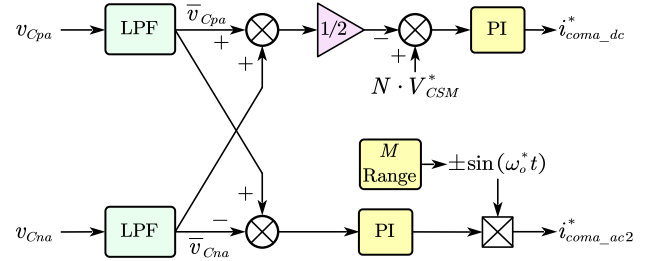 v_Cpa LPF v̅_Cpa + + 1/2 − + PI i*_coma_dc
N · V*_CSM
M
Range ±sin(ω*_o t)
+
v_Cna LPF − v̅_Cna PI i*_coma_ac2